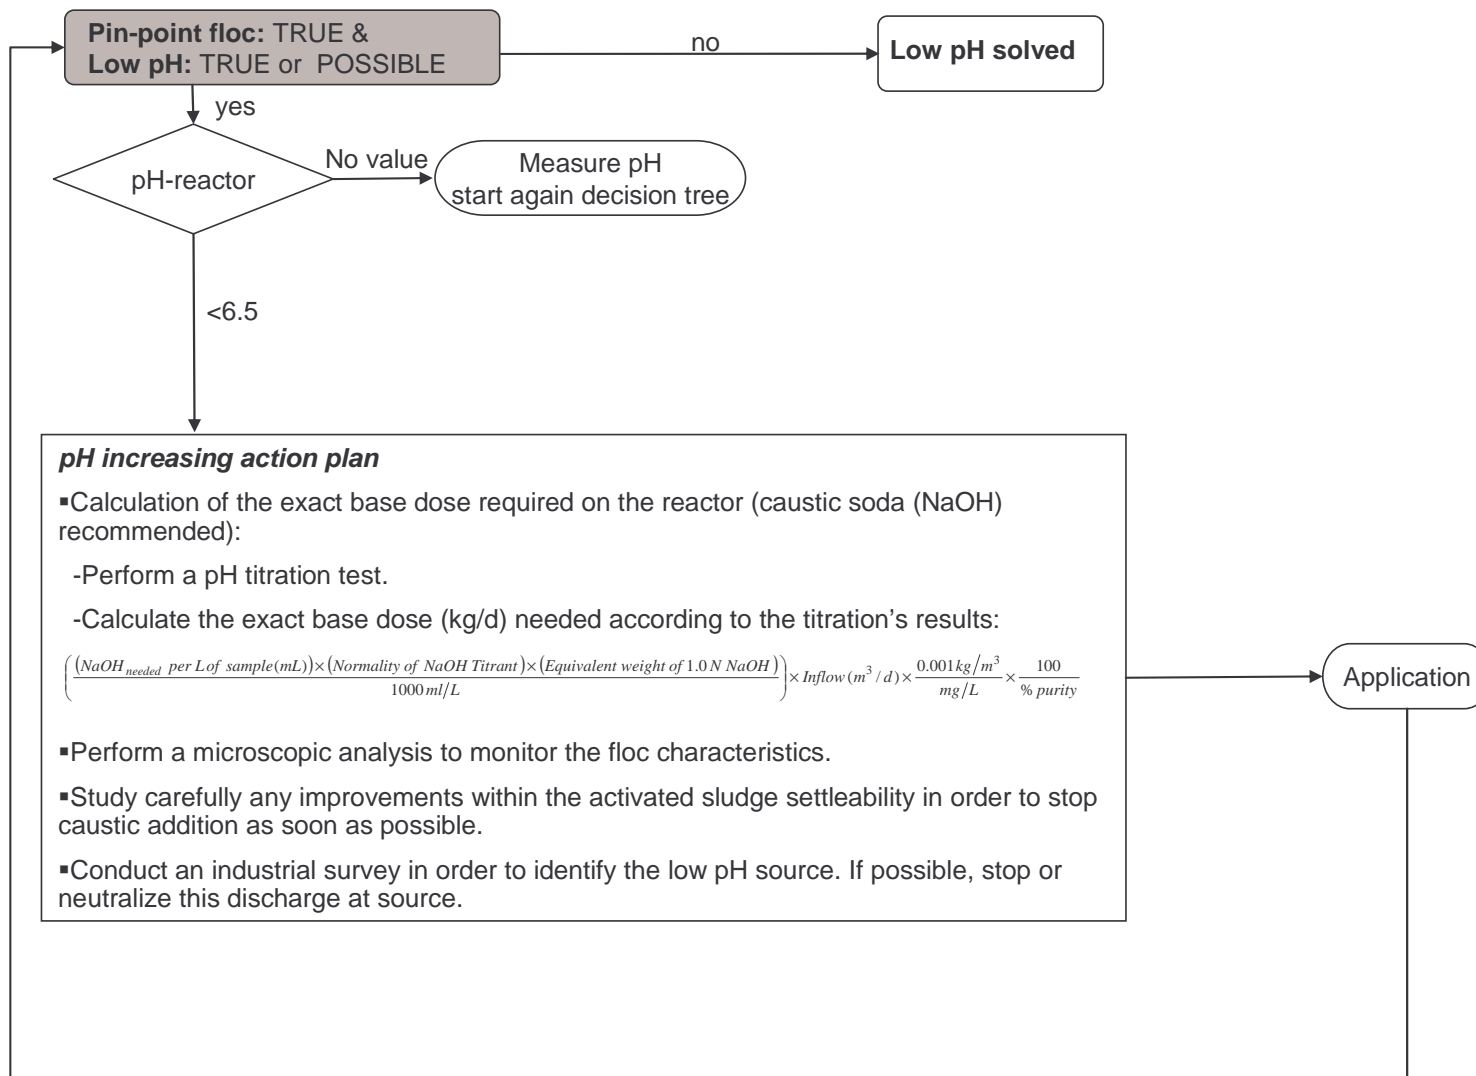 Pin-point floc: TRUE &
Low pH: TRUE or POSSIBLE
no
Low pH solved
yes
pH-reactor
No value
Measure pH
start again decision tree
<6.5
pH increasing action plan
▪Calculation of the exact base dose required on the reactor (caustic soda (NaOH)
recommended):
-Perform a pH titration test.
-Calculate the exact base dose (kg/d) needed according to the titration’s results:
(((NaOH needed per L of sample(mL))×(Normality of NaOH Titrant)×(Equivalent weight of 1.0 N NaOH))/(1000 ml/L))×Inflow(m³/d)×(0.001kg/m³)/(mg/L)×100/(% purity)
▪Perform a microscopic analysis to monitor the floc characteristics.
▪Study carefully any improvements within the activated sludge settleability in order to stop
caustic addition as soon as possible.
▪Conduct an industrial survey in order to identify the low pH source. If possible, stop or
neutralize this discharge at source.
Application